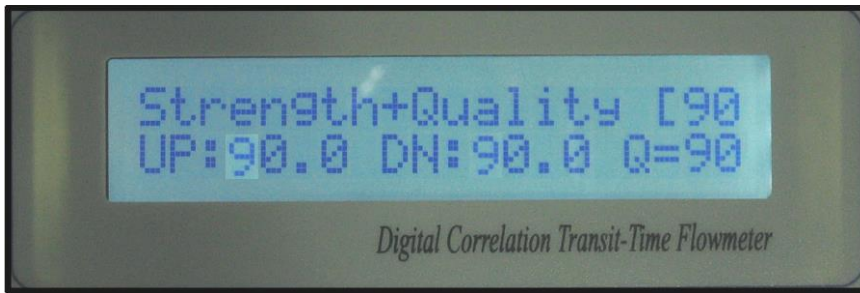 Strength+Quality [90
UP:90.0 DN:90.0 Q=90
Digital Correlation Transit-Time Flowmeter